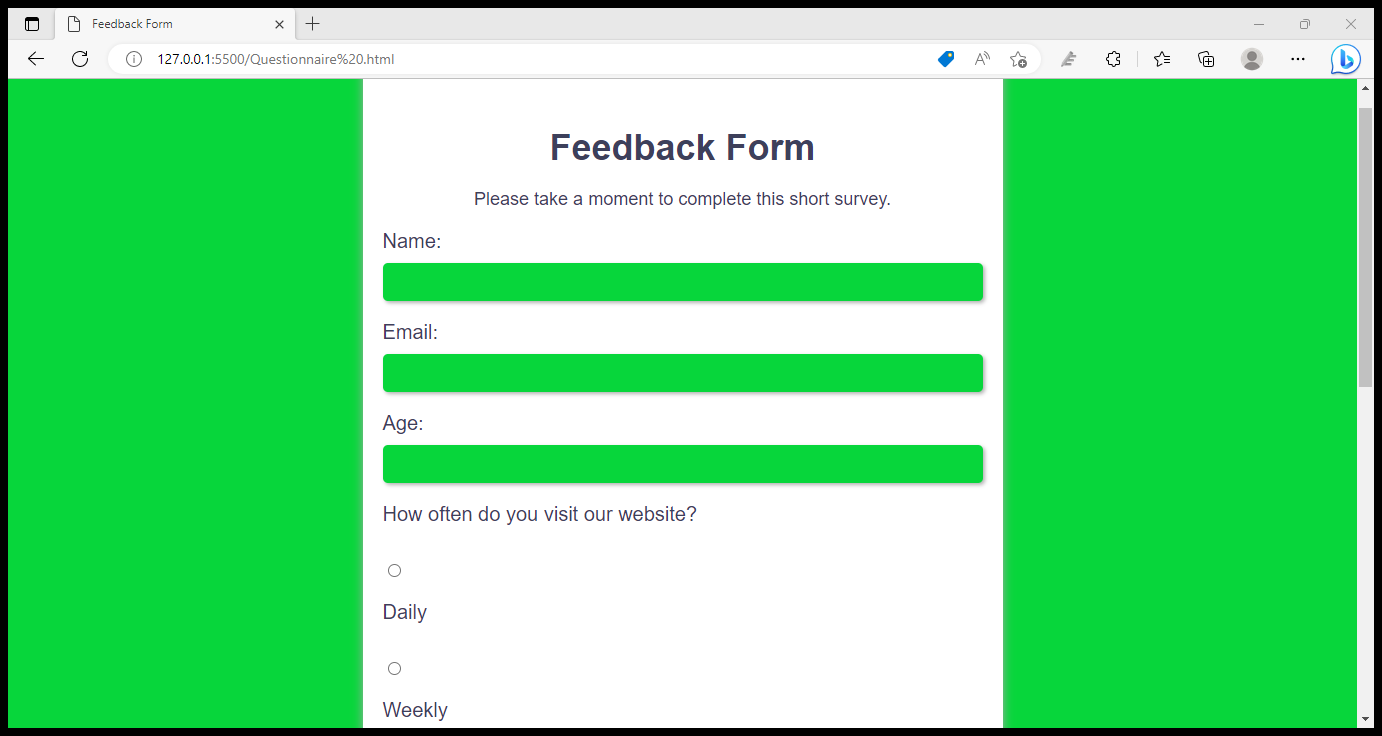 Feedback Form
127.0.0.1:5500/Questionnaire%20.html
Feedback Form
Please take a moment to complete this short survey.
Name:
Email:
Age:
How often do you visit our website?
Daily
Weekly